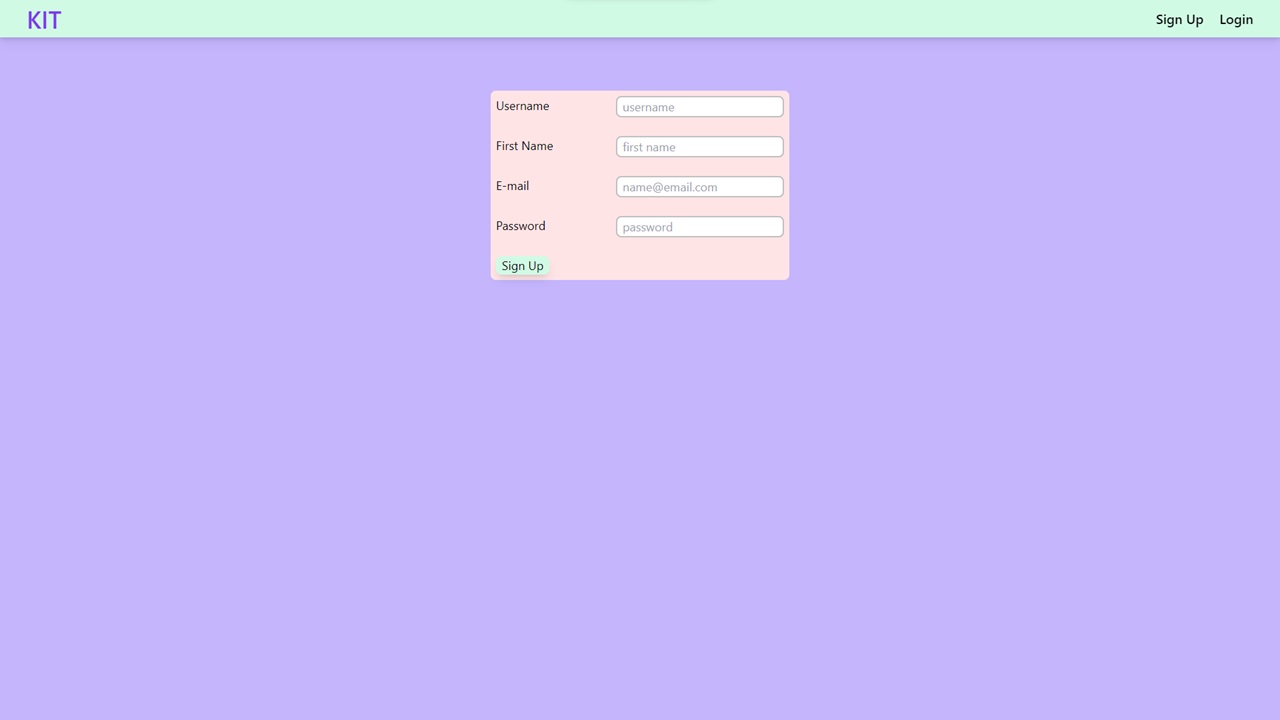 KIT Sign Up Login
Username username
First Name first name
E-mail name@email.com
Password password
Sign Up